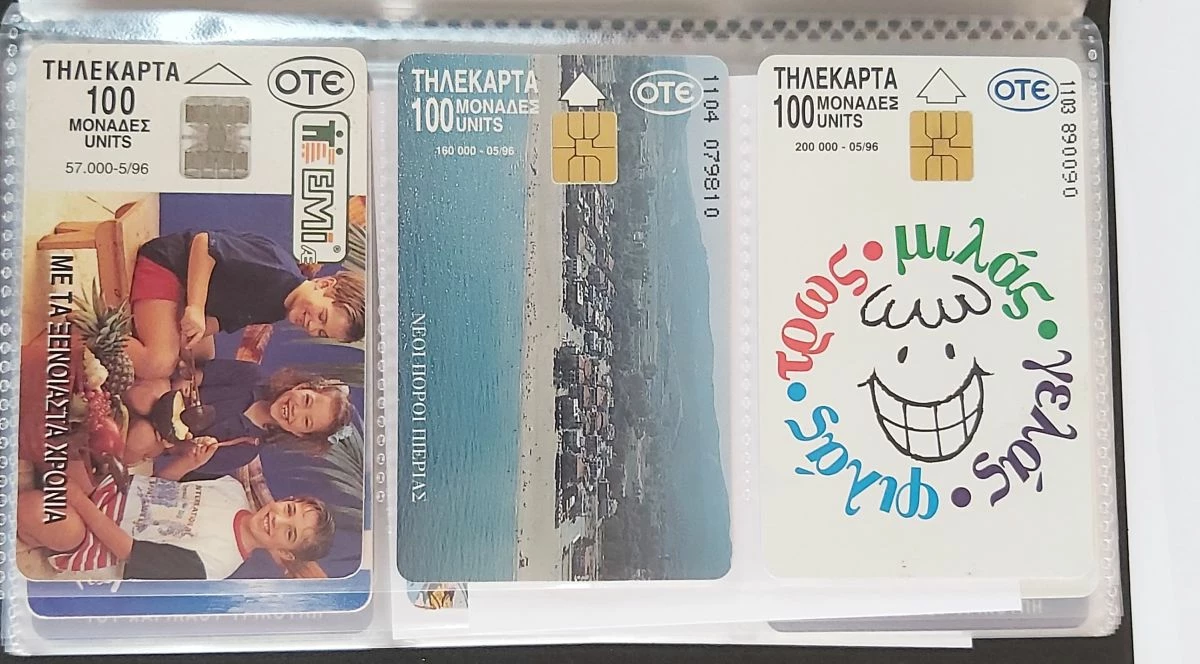 ΤΗΛΕΚΑΡΤΑ
100
ΜΟΝΑΔΕΣ
UNITS
57.000-5/96
ΟΤΕ
ΤΪΕΜΙ
ΜΕ ΤΑ ΞΕΝΟΙΑΣΤΑ ΧΡΟΝΙΑ
ΤΗΛΕΚΑΡΤΑ
100 ΜΟΝΑΔΕΣ
UNITS
160 000 - 05/96
ΟΤΕ
1104 079810
ΝΕΟΙ ΠΟΡΟΙ ΠΙΕΡΙΑΣ
ΤΗΛΕΚΑΡΤΑ
100 ΜΟΝΑΔΕΣ
UNITS
200 000 - 05/96
ΟΤΕ
1103 890090
μιλάς • γελάς • φιλάς • τρως •